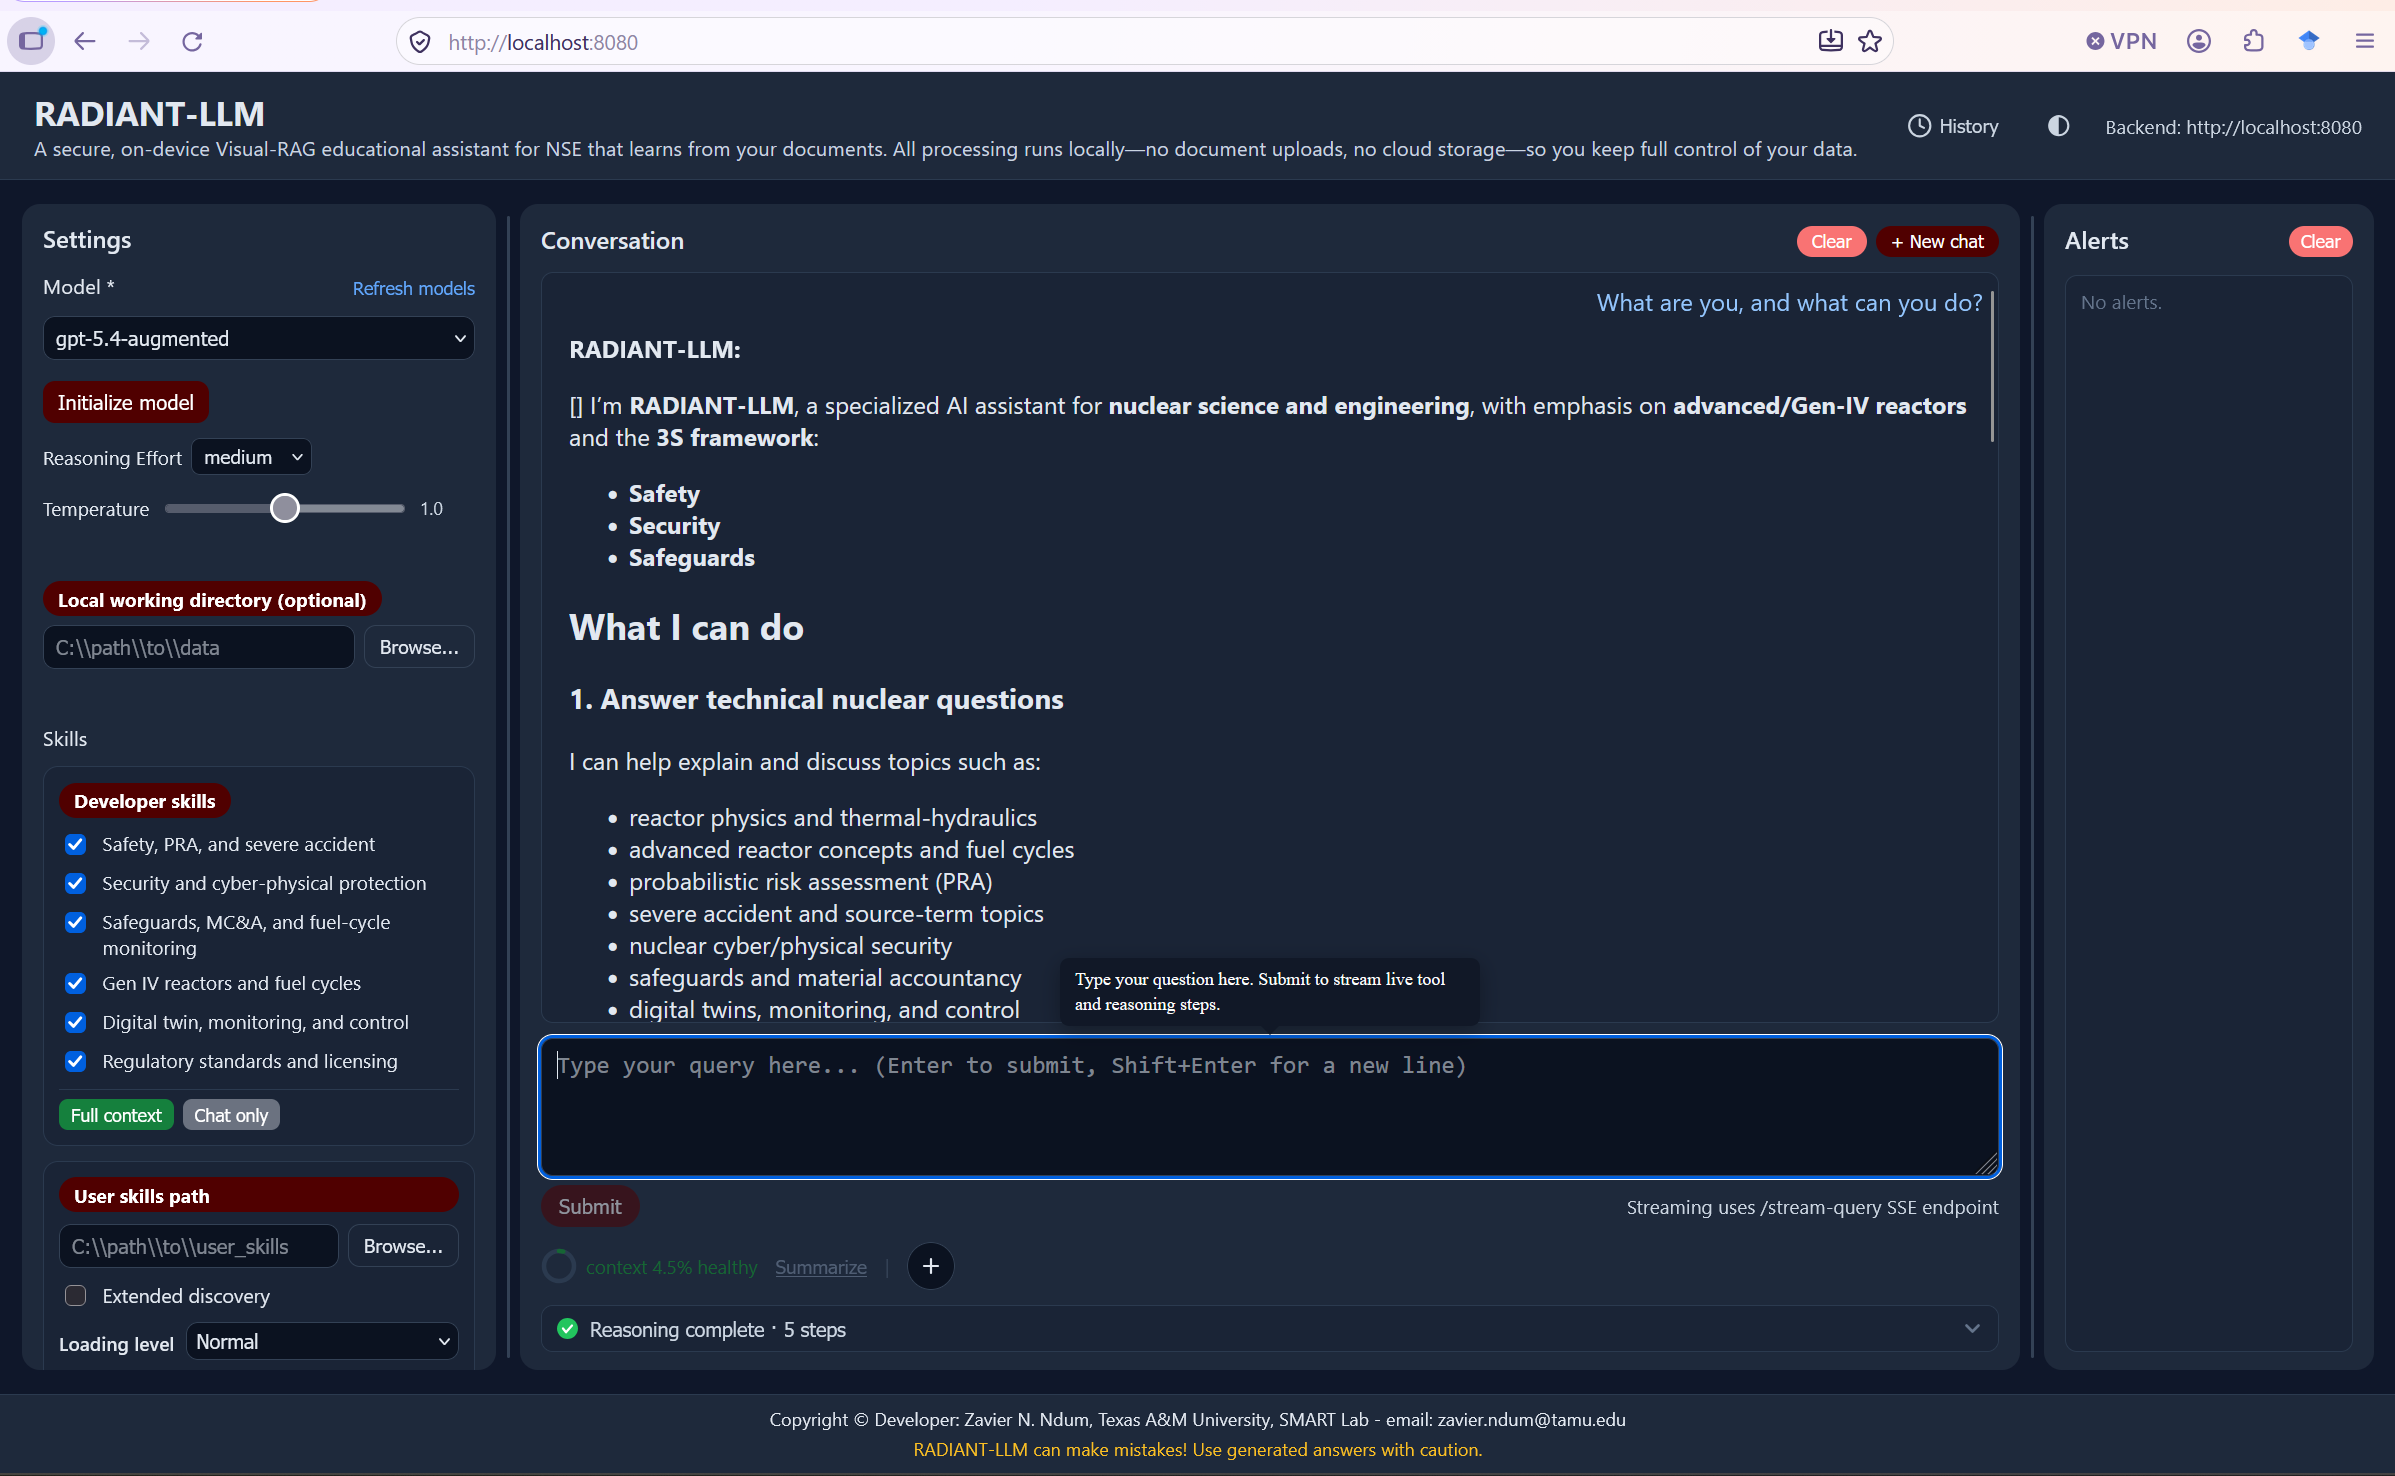 http://localhost:8080
VPN
RADIANT-LLM
A secure, on-device Visual-RAG educational assistant for NSE that learns from your documents. All processing runs locally—no document uploads, no cloud storage—so you keep full control of your data.
History
Backend: http://localhost:8080
Settings
Model *
Refresh models
gpt-5.4-augmented
Initialize model
Reasoning Effort
medium
Temperature
1.0
Local working directory (optional)
C:\\path\\to\\data
Browse...
Skills
Developer skills
Safety, PRA, and severe accident
Security and cyber-physical protection
Safeguards, MC&A, and fuel-cycle
monitoring
Gen IV reactors and fuel cycles
Digital twin, monitoring, and control
Regulatory standards and licensing
Full context
Chat only
User skills path
C:\\path\\to\\user_skills
Browse...
Extended discovery
Loading level
Normal
Conversation
Clear
+ New chat
What are you, and what can you do?
RADIANT-LLM:
[] I’m RADIANT-LLM, a specialized AI assistant for nuclear science and engineering, with emphasis on advanced/Gen-IV reactors
and the 3S framework:
• Safety
• Security
• Safeguards
What I can do
1. Answer technical nuclear questions
I can help explain and discuss topics such as:
• reactor physics and thermal-hydraulics
• advanced reactor concepts and fuel cycles
• probabilistic risk assessment (PRA)
• severe accident and source-term topics
• nuclear cyber/physical security
• safeguards and material accountancy
• digital twins, monitoring, and control
Type your question here. Submit to stream live tool
and reasoning steps.
Type your query here... (Enter to submit, Shift+Enter for a new line)
Submit
Streaming uses /stream-query SSE endpoint
context 4.5% healthy
Summarize
|
+
Reasoning complete · 5 steps
Alerts
Clear
No alerts.
Copyright © Developer: Zavier N. Ndum, Texas A&M University, SMART Lab - email: zavier.ndum@tamu.edu
RADIANT-LLM can make mistakes! Use generated answers with caution.